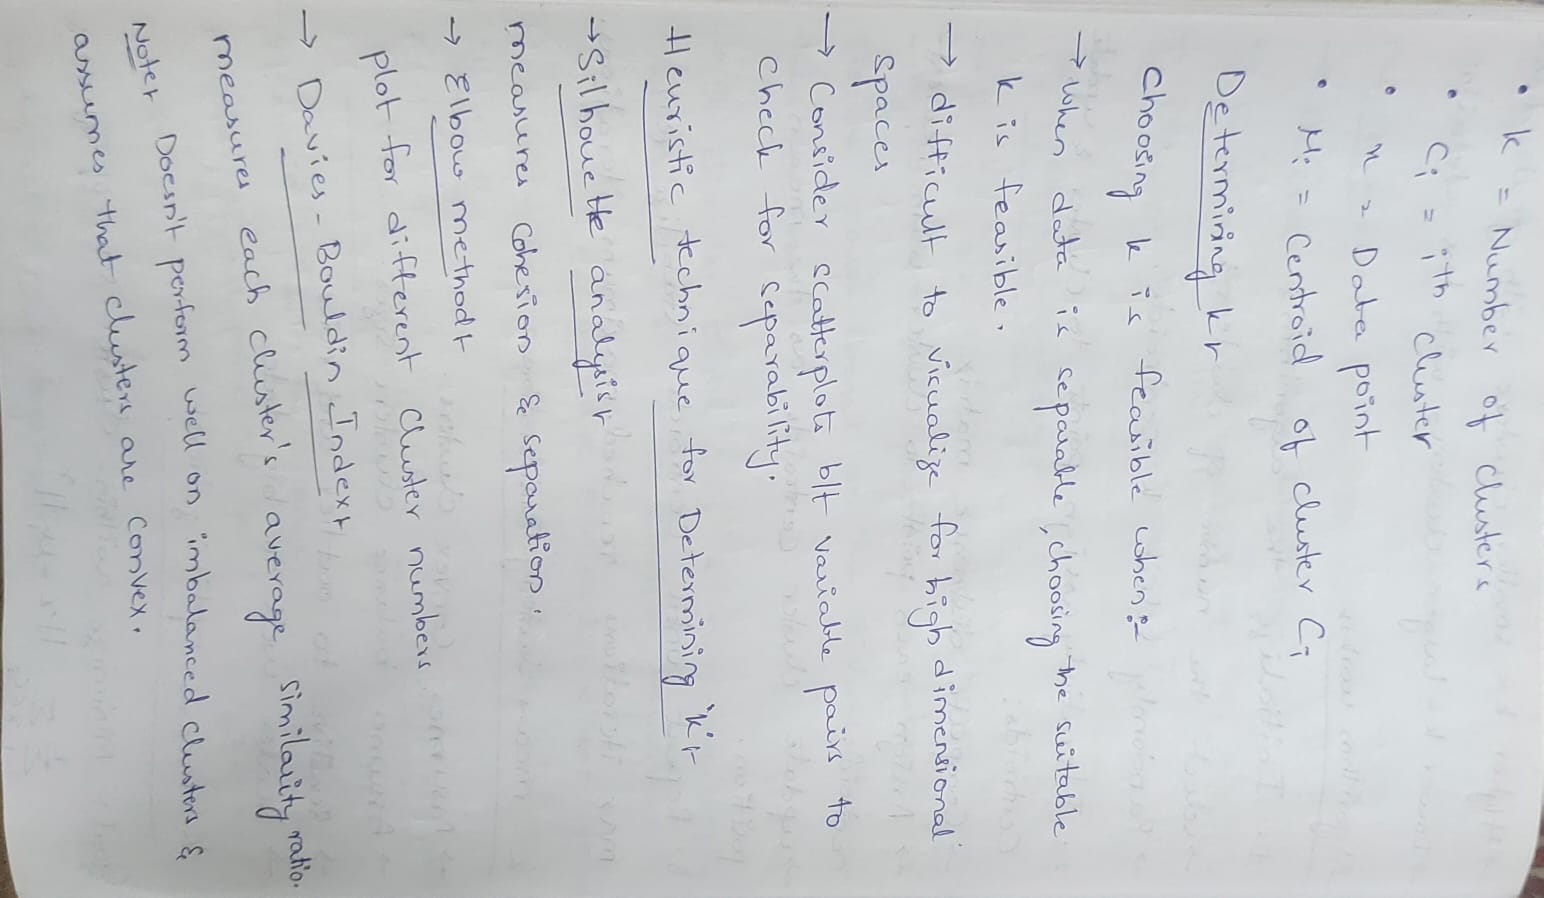 • k = Number of clusters
• Ci = ith cluster
• x = Data point
• μi = Centroid of cluster Ci
Determining k:-
Choosing k is feasible when:-
→ when data is separable, choosing the suitable
k is feasible.
→ difficult to visualize for high dimensional
spaces
→ Consider scatterplots b/t variable pairs to
check for separability.
Heuristic technique for Determining 'k':-
→ Silhouette analysis:-
measures cohesion & separation.
→ Elbow method:-
plot for different cluster numbers
→ Davies-Bouldin Index:-
measures each cluster's average similarity ratio.
Note:- Doesn't perform well on imbalanced clusters &
assumes that clusters are convex.